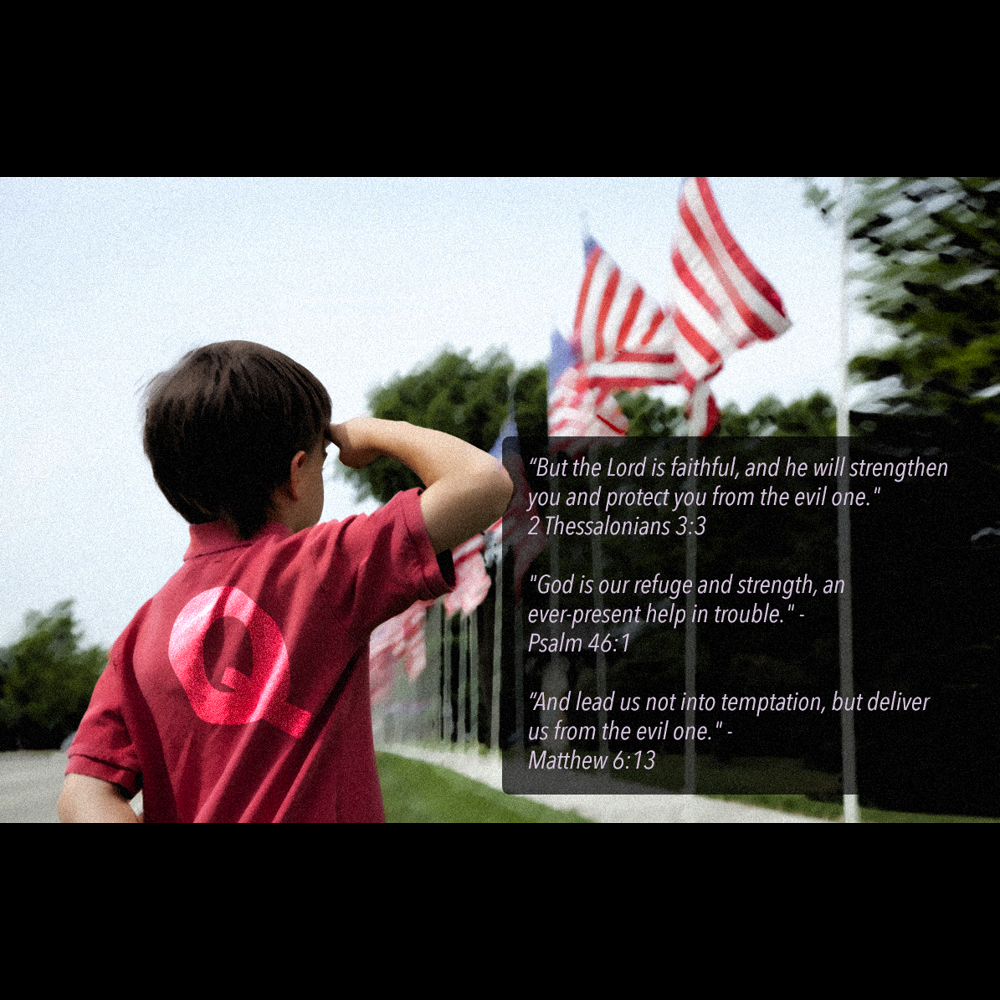 Q
“But the Lord is faithful, and he will strengthen
you and protect you from the evil one."
2 Thessalonians 3:3
"God is our refuge and strength, an
ever-present help in trouble." -
Psalm 46:1
“And lead us not into temptation, but deliver
us from the evil one." -
Matthew 6:13